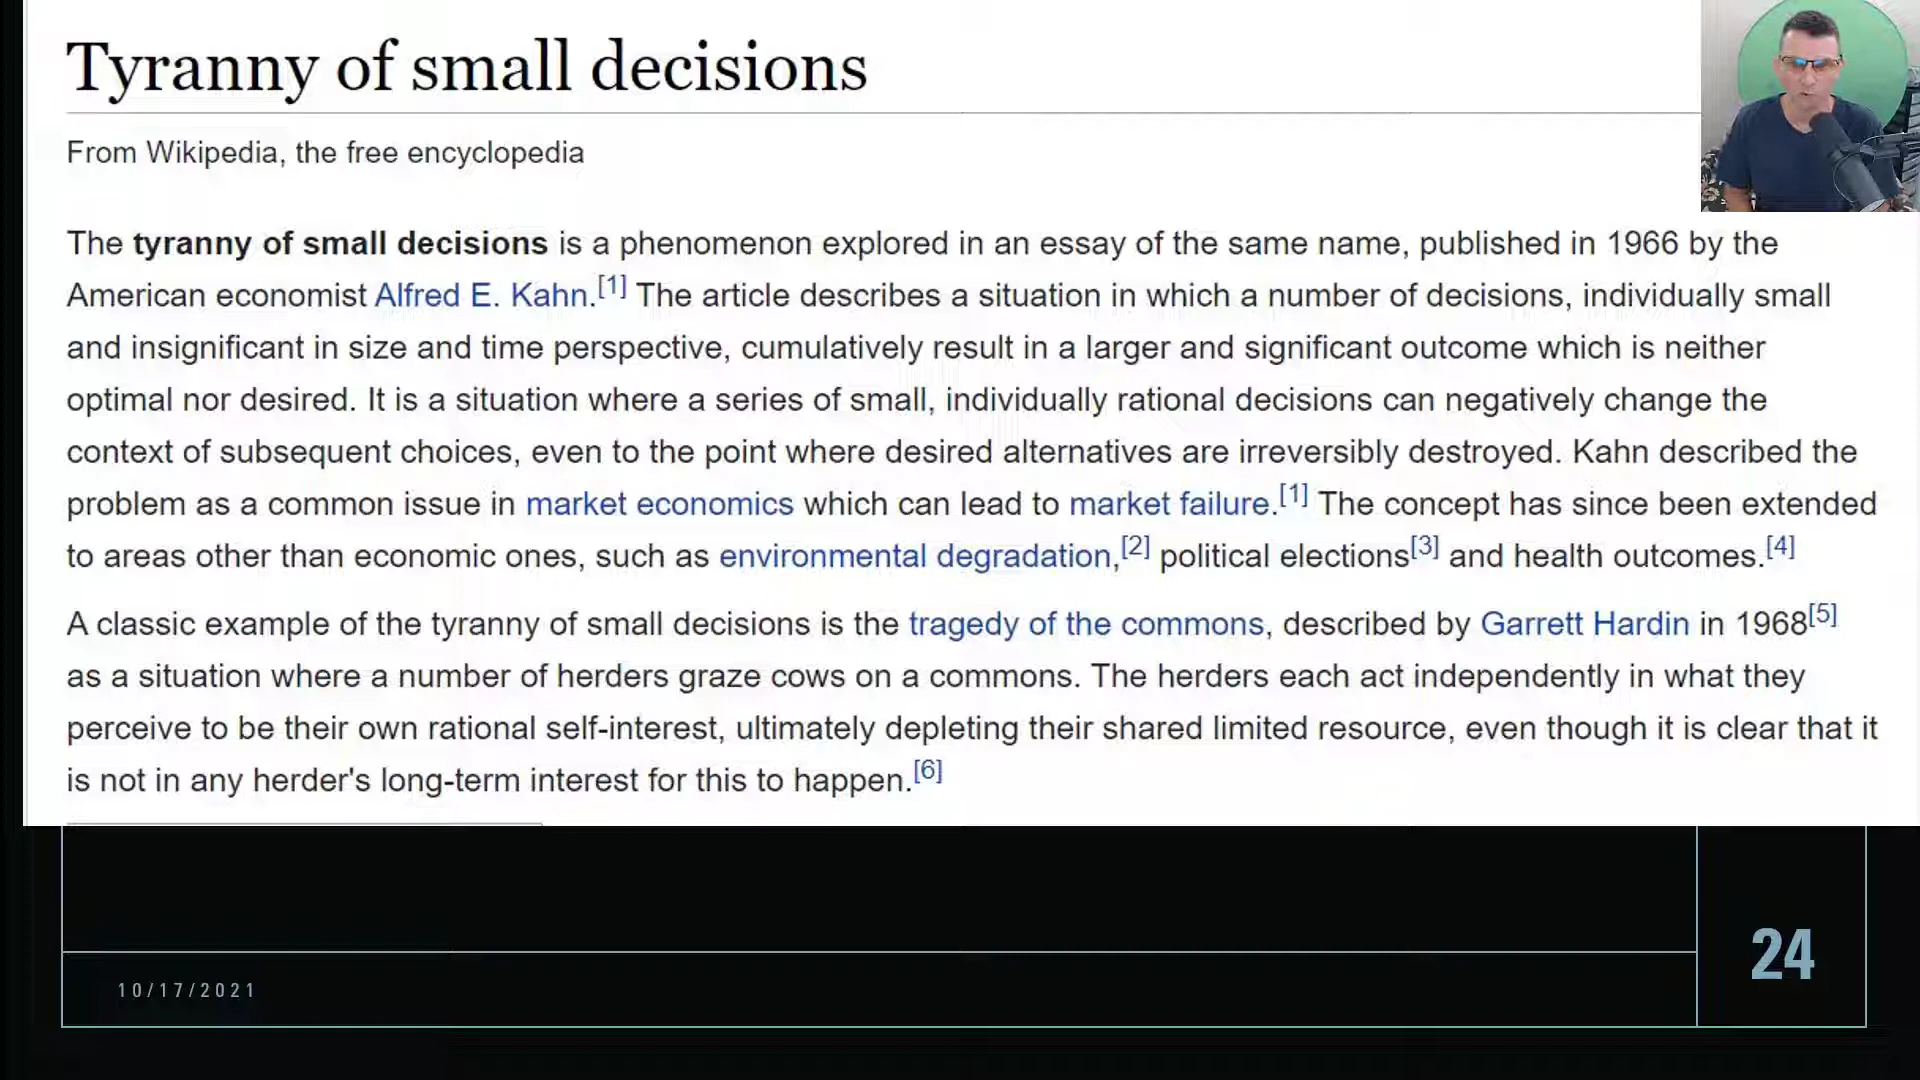 Tyranny of small decisions
From Wikipedia, the free encyclopedia
The tyranny of small decisions is a phenomenon explored in an essay of the same name, published in 1966 by the
American economist Alfred E. Kahn.[1] The article describes a situation in which a number of decisions, individually small
and insignificant in size and time perspective, cumulatively result in a larger and significant outcome which is neither
optimal nor desired. It is a situation where a series of small, individually rational decisions can negatively change the
context of subsequent choices, even to the point where desired alternatives are irreversibly destroyed. Kahn described the
problem as a common issue in market economics which can lead to market failure.[1] The concept has since been extended
to areas other than economic ones, such as environmental degradation,[2] political elections[3] and health outcomes.[4]
A classic example of the tyranny of small decisions is the tragedy of the commons, described by Garrett Hardin in 1968[5]
as a situation where a number of herders graze cows on a commons. The herders each act independently in what they
perceive to be their own rational self-interest, ultimately depleting their shared limited resource, even though it is clear that it
is not in any herder's long-term interest for this to happen.[6]
24
10/17/2021